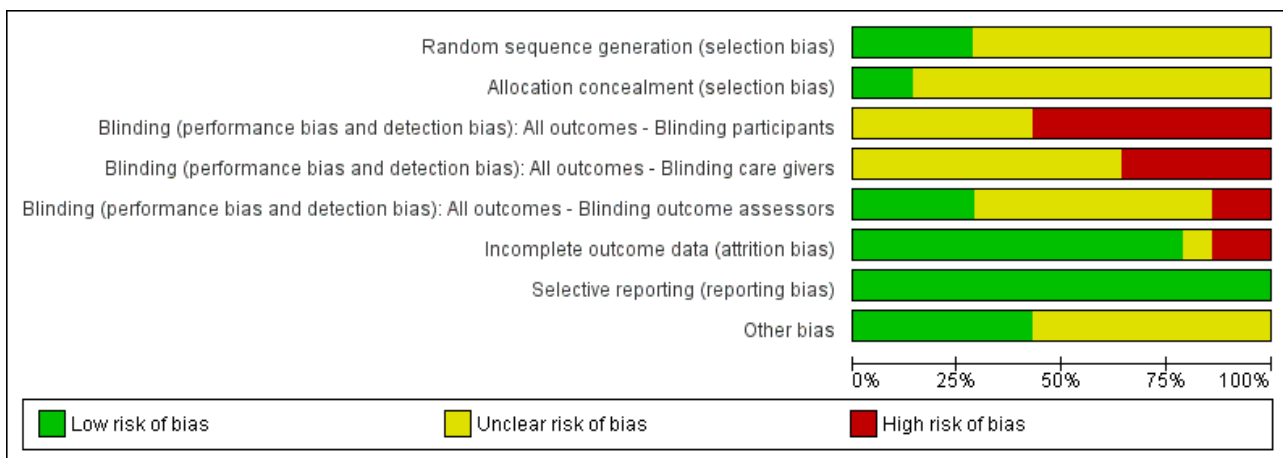 Random sequence generation (selection bias)
Allocation concealment (selection bias)
Blinding (performance bias and detection bias): All outcomes - Blinding participants
Blinding (performance bias and detection bias): All outcomes - Blinding care givers
Blinding (performance bias and detection bias): All outcomes - Blinding outcome assessors
Incomplete outcome data (attrition bias)
Selective reporting (reporting bias)
Other bias
0% 25% 50% 75% 100%
Low risk of bias Unclear risk of bias High risk of bias